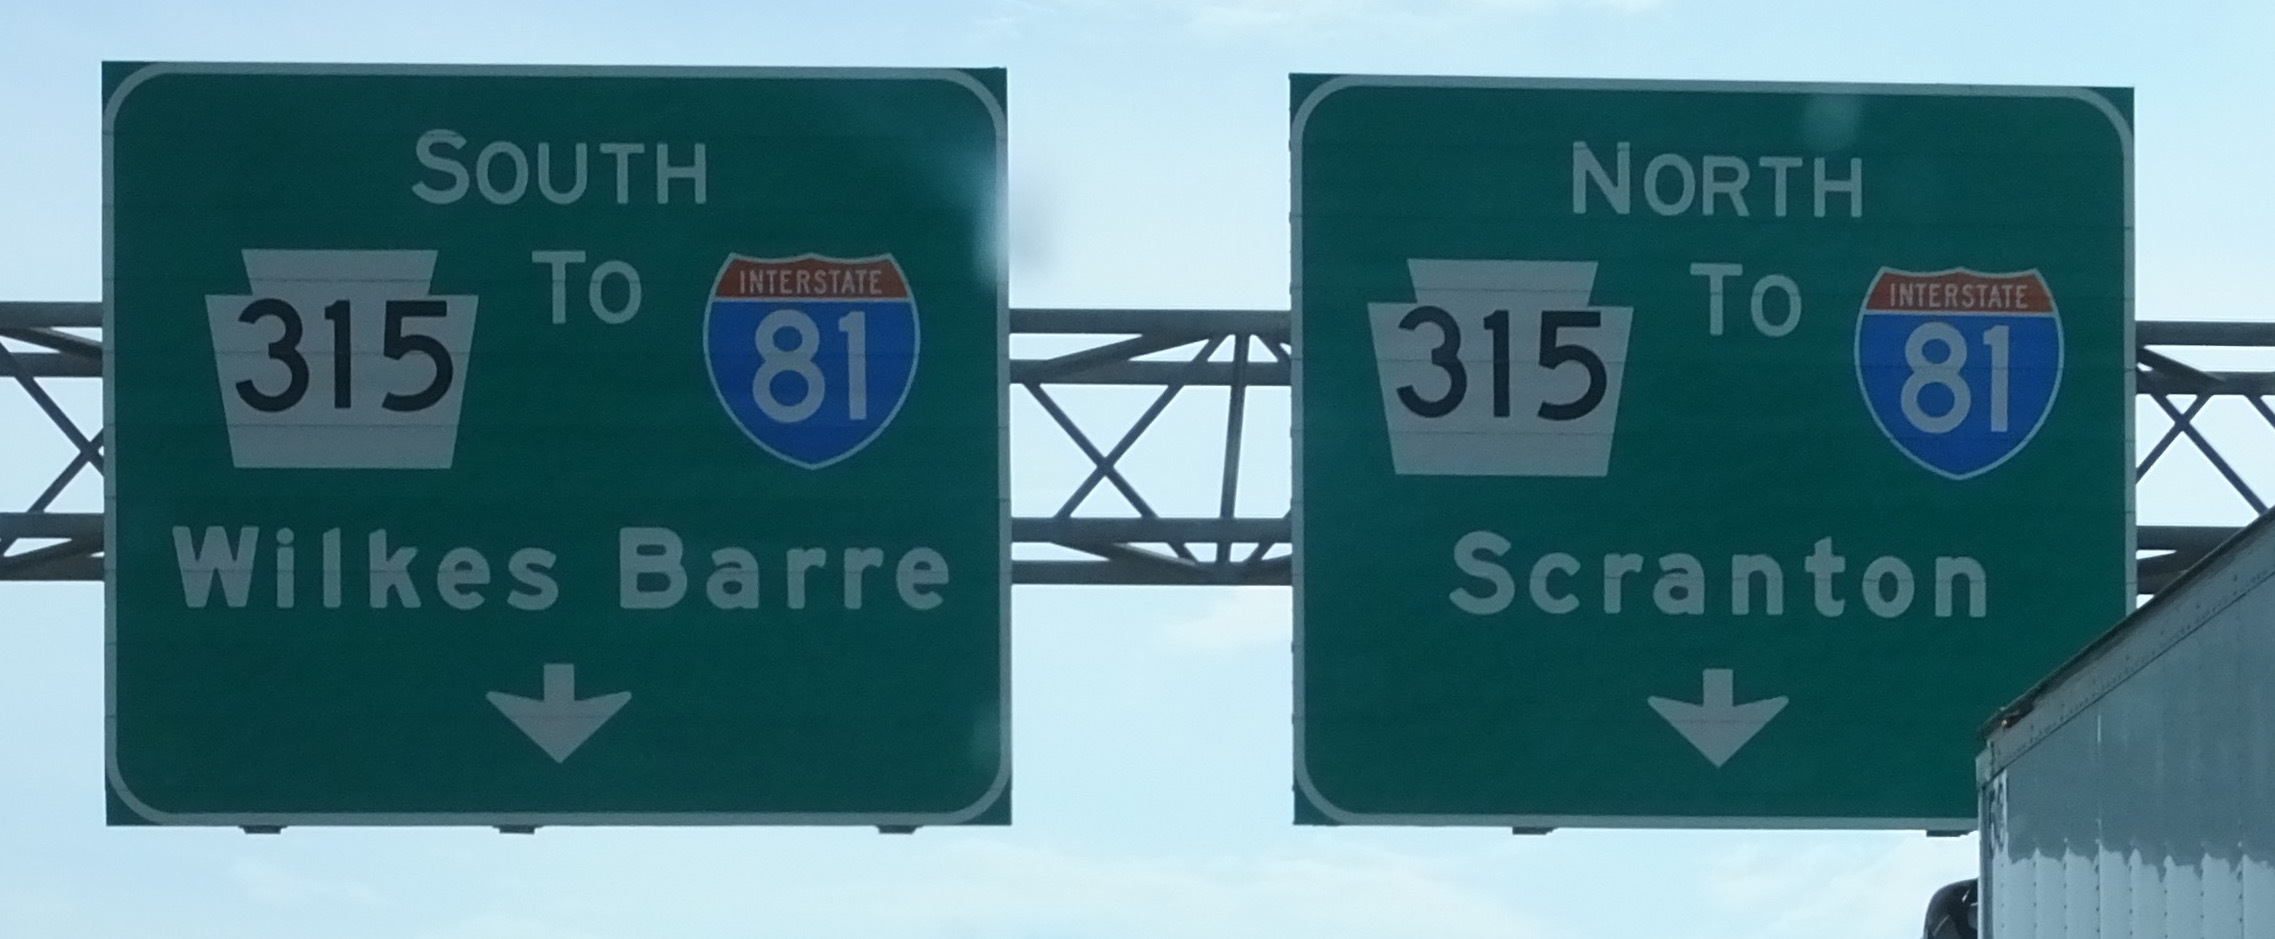 SOUTH
315 TO INTERSTATE 81
Wilkes Barre
NORTH
315 TO INTERSTATE 81
Scranton